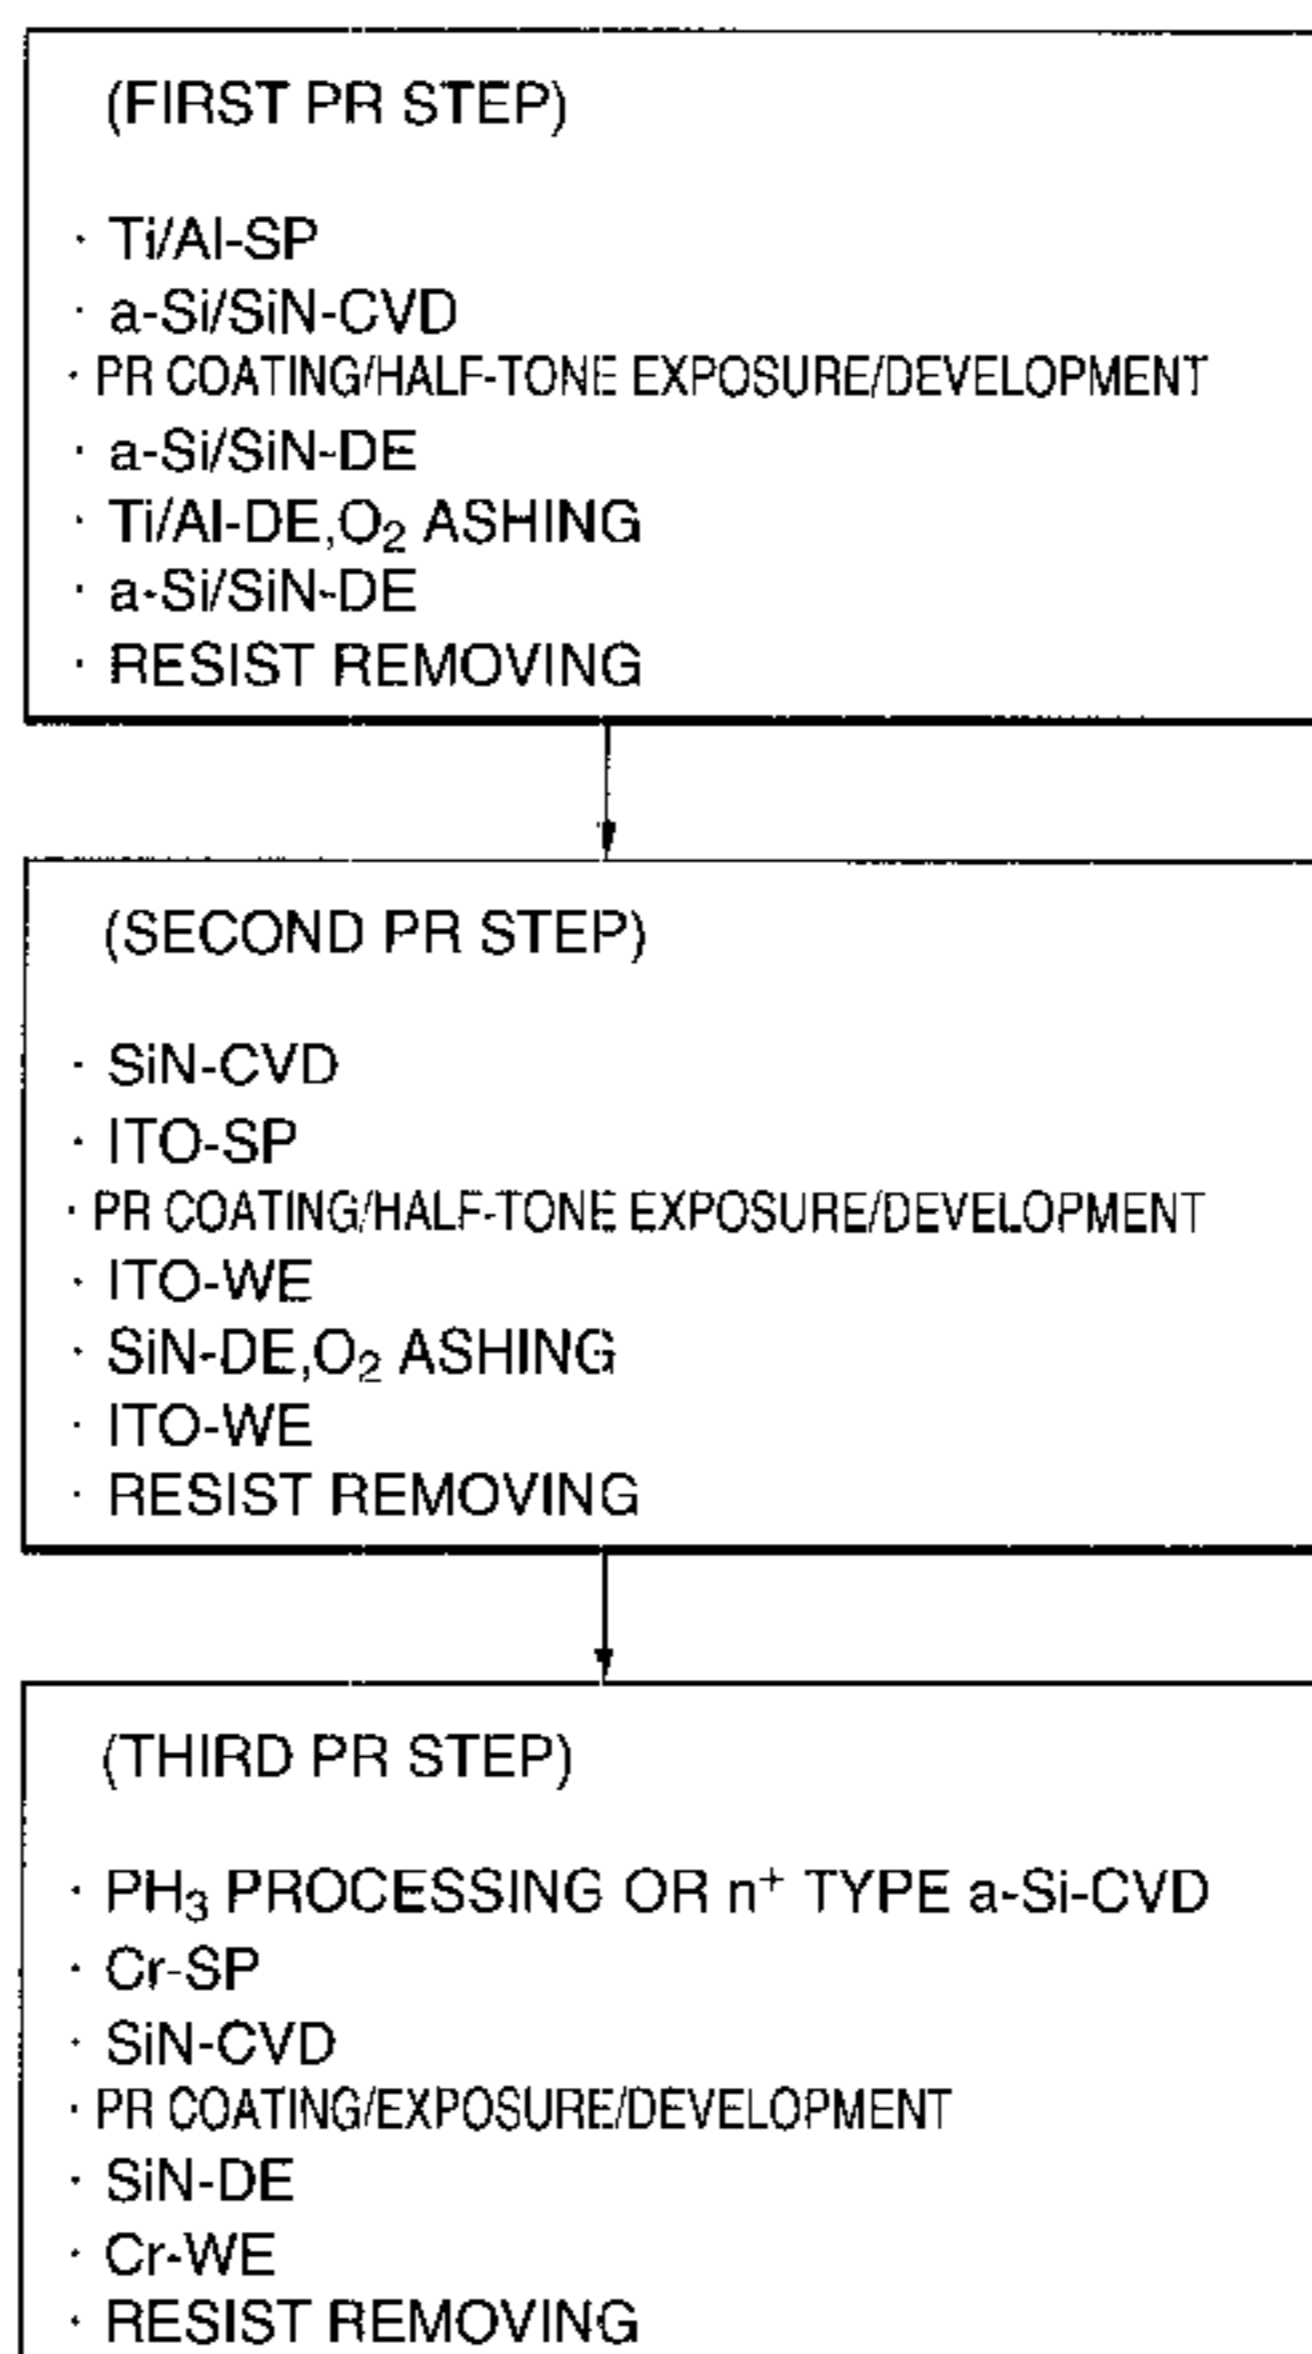 (FIRST PR STEP)
· Ti/Al-SP
· a-Si/SiN-CVD
· PR COATING/HALF-TONE EXPOSURE/DEVELOPMENT
· a-Si/SiN-DE
· Ti/Al-DE,O₂ ASHING
· a-Si/SiN-DE
· RESIST REMOVING
(SECOND PR STEP)
· SiN-CVD
· ITO-SP
· PR COATING/HALF-TONE EXPOSURE/DEVELOPMENT
· ITO-WE
· SiN-DE,O₂ ASHING
· ITO-WE
· RESIST REMOVING
(THIRD PR STEP)
· PH₃ PROCESSING OR n⁺ TYPE a-Si-CVD
· Cr-SP
· SiN-CVD
· PR COATING/EXPOSURE/DEVELOPMENT
· SiN-DE
· Cr-WE
· RESIST REMOVING